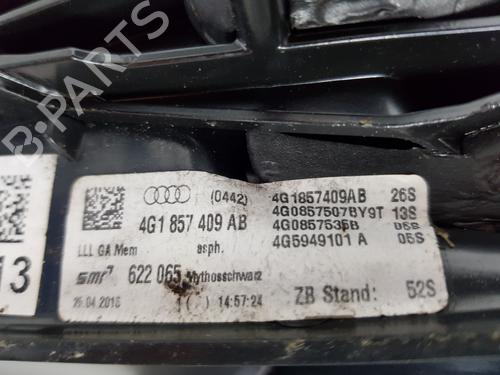 B-PARTS
13
(0442)
4G1857409AB 26S
4G0857507BY9T 13S
4G1 857 409 AB
4G0857535B 05S
LLL GA Mem asph.
4G5949101 A 05S
smr 622 065 Mythosschwarz
25.04.2016 14:57:24
ZB Stand: 52S